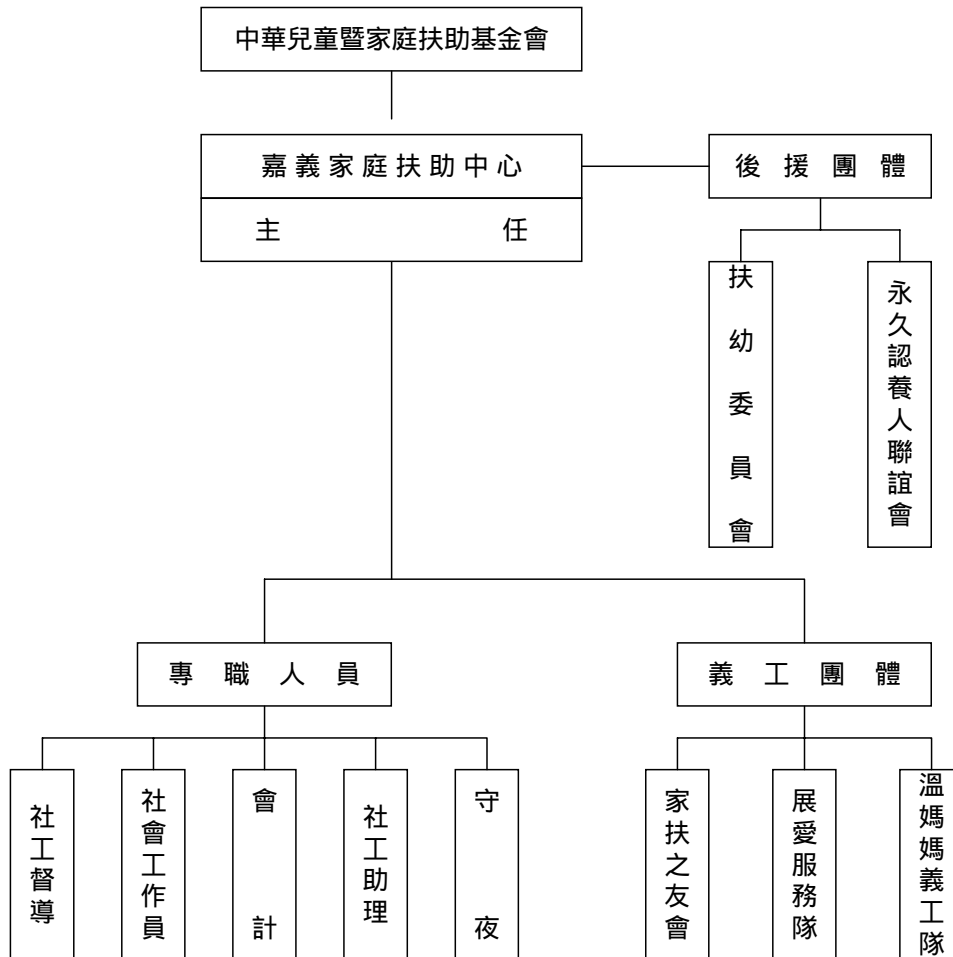 中華兒童暨家庭扶助基金會
嘉義家庭扶助中心
主任
後援團體
扶幼委員會
永久認養人聯誼會
專職人員
義工團體
社工督導
社會工作員
會計
社工助理
守夜
家扶之友會
展愛服務隊
溫媽媽義工隊